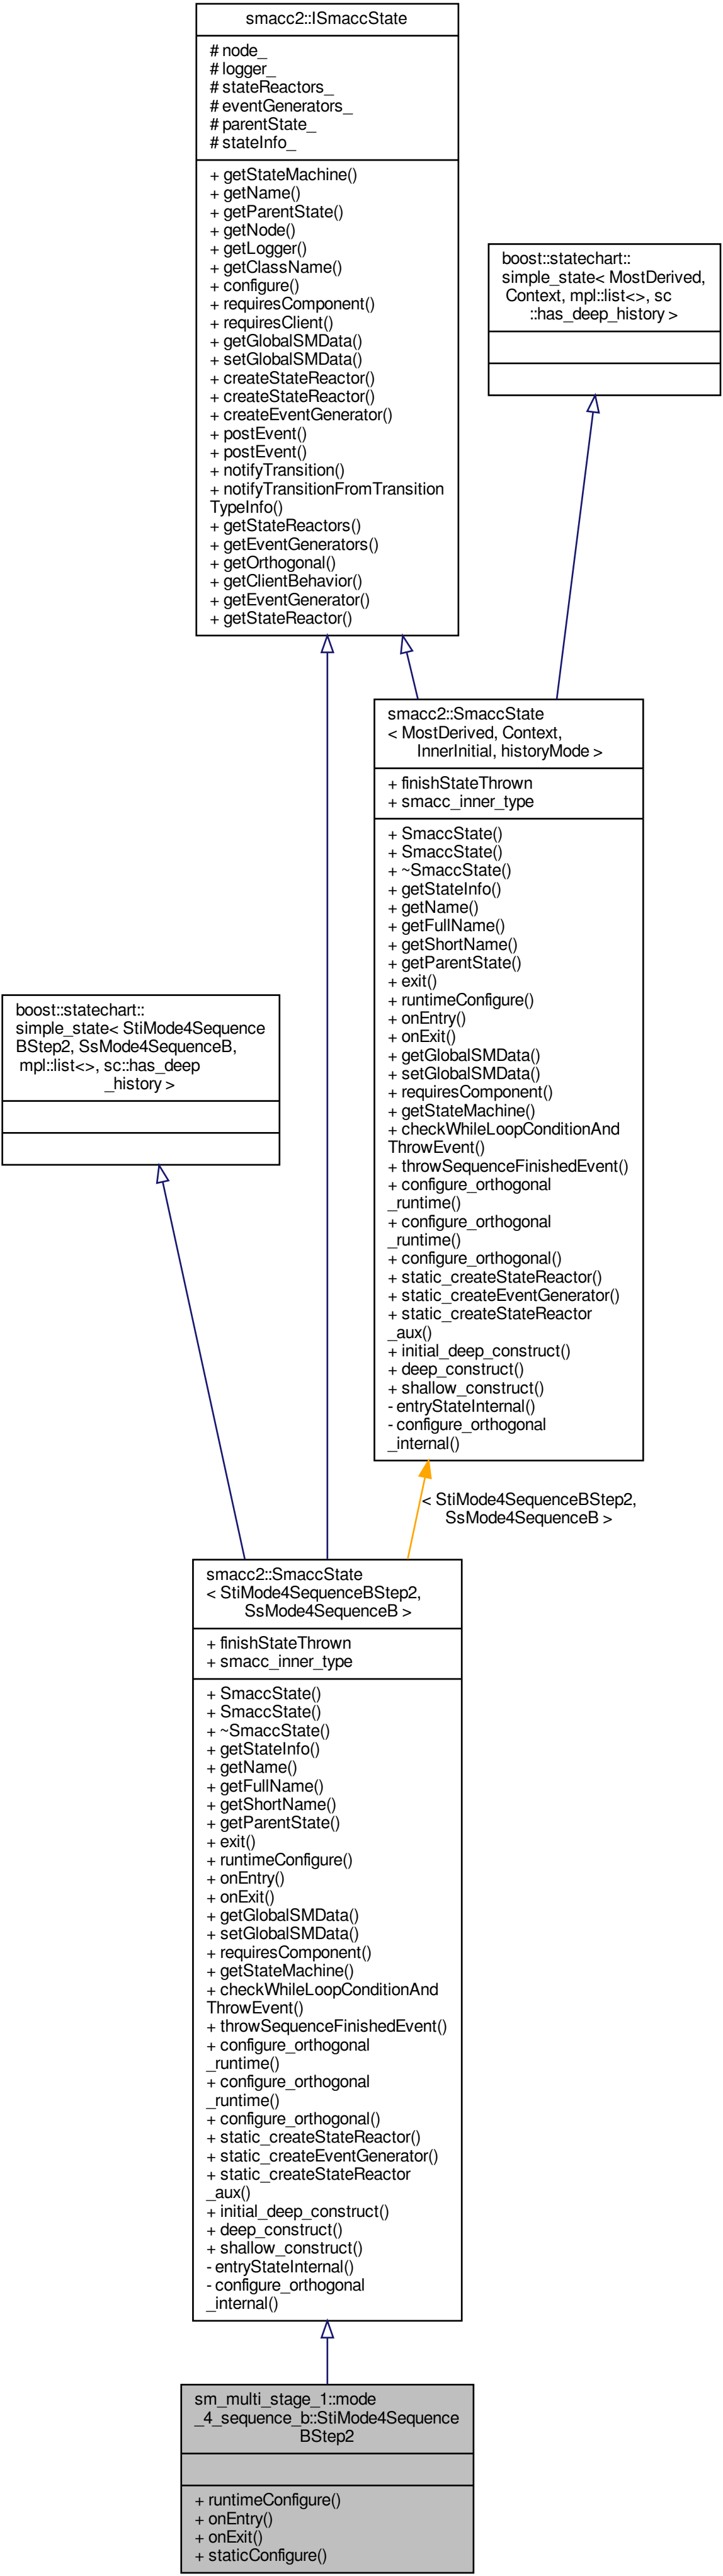 smacc2::ISmaccState
# node_
# logger_
# stateReactors_
# eventGenerators_
# parentState_
# stateInfo_
+ getStateMachine()
+ getName()
+ getParentState()
+ getNode()
+ getLogger()
+ getClassName()
+ configure()
+ requiresComponent()
+ requiresClient()
+ getGlobalSMData()
+ setGlobalSMData()
+ createStateReactor()
+ createStateReactor()
+ createEventGenerator()
+ postEvent()
+ postEvent()
+ notifyTransition()
+ notifyTransitionFromTransition
TypeInfo()
+ getStateReactors()
+ getEventGenerators()
+ getOrthogonal()
+ getClientBehavior()
+ getEventGenerator()
+ getStateReactor()
boost::statechart::
simple_state< MostDerived,
Context, mpl::list<>, sc
::has_deep_history >
smacc2::SmaccState
< MostDerived, Context,
InnerInitial, historyMode >
+ finishStateThrown
+ smacc_inner_type
+ SmaccState()
+ SmaccState()
+ ~SmaccState()
+ getStateInfo()
+ getName()
+ getFullName()
+ getShortName()
+ getParentState()
+ exit()
+ runtimeConfigure()
+ onEntry()
+ onExit()
+ getGlobalSMData()
+ setGlobalSMData()
+ requiresComponent()
+ getStateMachine()
+ checkWhileLoopConditionAnd
ThrowEvent()
+ throwSequenceFinishedEvent()
+ configure_orthogonal
_runtime()
+ configure_orthogonal
_runtime()
+ configure_orthogonal()
+ static_createStateReactor()
+ static_createEventGenerator()
+ static_createStateReactor
_aux()
+ initial_deep_construct()
+ deep_construct()
+ shallow_construct()
- entryStateInternal()
- configure_orthogonal
_internal()
boost::statechart::
simple_state< StiMode4Sequence
BStep2, SsMode4SequenceB,
mpl::list<>, sc::has_deep
_history >
< StiMode4SequenceBStep2,
SsMode4SequenceB >
smacc2::SmaccState
< StiMode4SequenceBStep2,
SsMode4SequenceB >
+ finishStateThrown
+ smacc_inner_type
+ SmaccState()
+ SmaccState()
+ ~SmaccState()
+ getStateInfo()
+ getName()
+ getFullName()
+ getShortName()
+ getParentState()
+ exit()
+ runtimeConfigure()
+ onEntry()
+ onExit()
+ getGlobalSMData()
+ setGlobalSMData()
+ requiresComponent()
+ getStateMachine()
+ checkWhileLoopConditionAnd
ThrowEvent()
+ throwSequenceFinishedEvent()
+ configure_orthogonal
_runtime()
+ configure_orthogonal
_runtime()
+ configure_orthogonal()
+ static_createStateReactor()
+ static_createEventGenerator()
+ static_createStateReactor
_aux()
+ initial_deep_construct()
+ deep_construct()
+ shallow_construct()
- entryStateInternal()
- configure_orthogonal
_internal()
sm_multi_stage_1::mode
_4_sequence_b::StiMode4Sequence
BStep2
+ runtimeConfigure()
+ onEntry()
+ onExit()
+ staticConfigure()